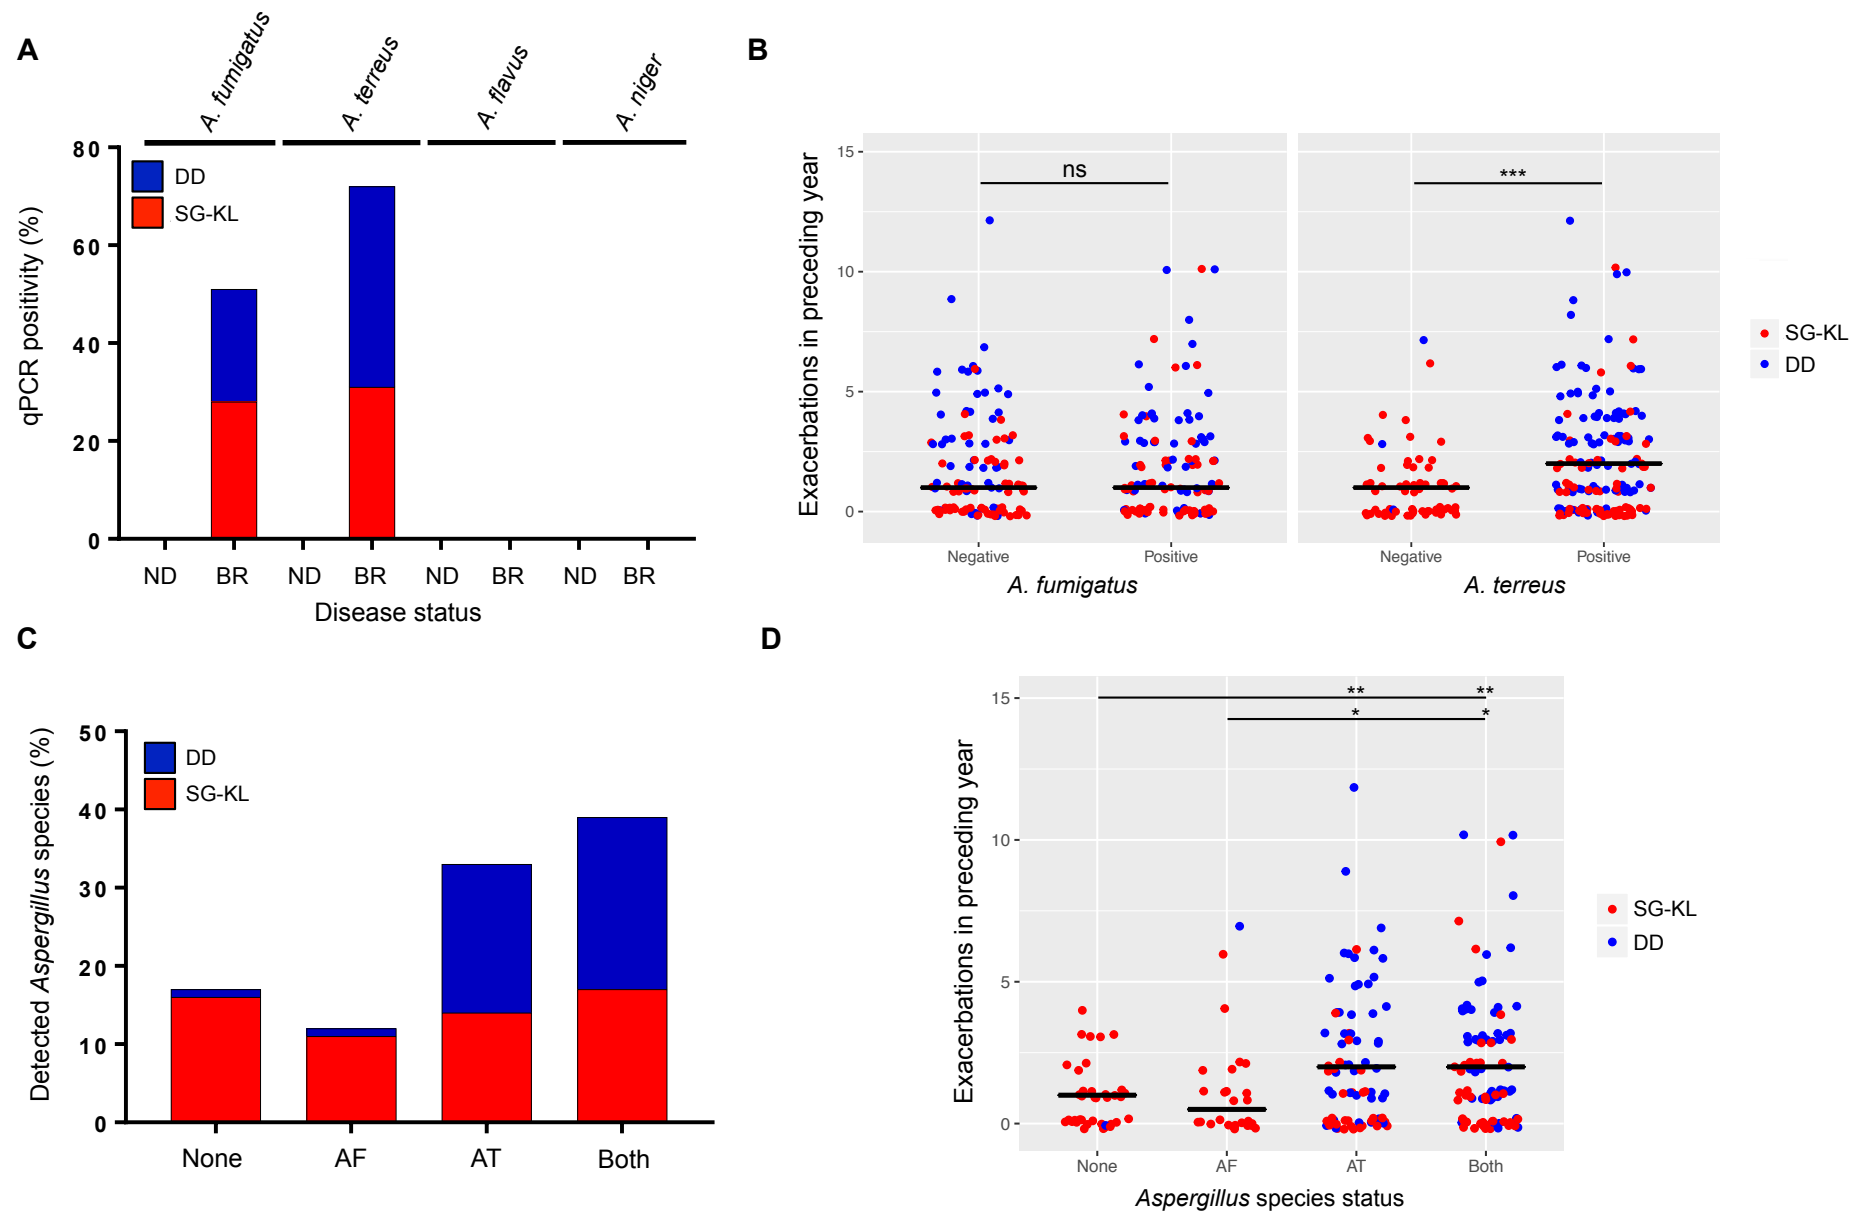 A
A. fumigatus
A. terreus
A. flavus
A. niger
80
60
40
20
0
qPCR positivity (%)
DD
SG-KL
ND BR ND BR ND BR ND BR
Disease status
B
15
10
5
0
Exacerbations in preceding year
ns
***
Negative Positive Negative Positive
A. fumigatus A. terreus
SG-KL
DD
C
50
40
30
20
10
0
Detected Aspergillus species (%)
DD
SG-KL
None AF AT Both
D
15
10
5
0
Exacerbations in preceding year
** **
* *
None AF AT Both
Aspergillus species status
SG-KL
DD